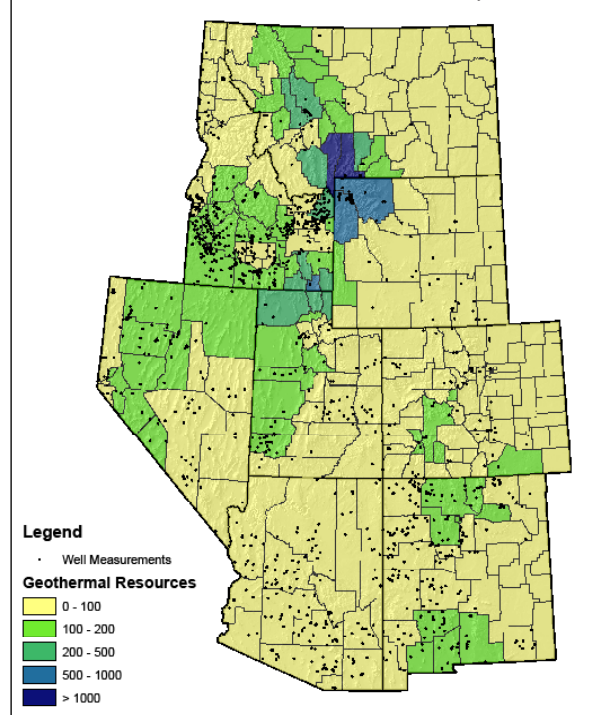 Legend
Well Measurements
Geothermal Resources
0 - 100
100 - 200
200 - 500
500 - 1000
> 1000